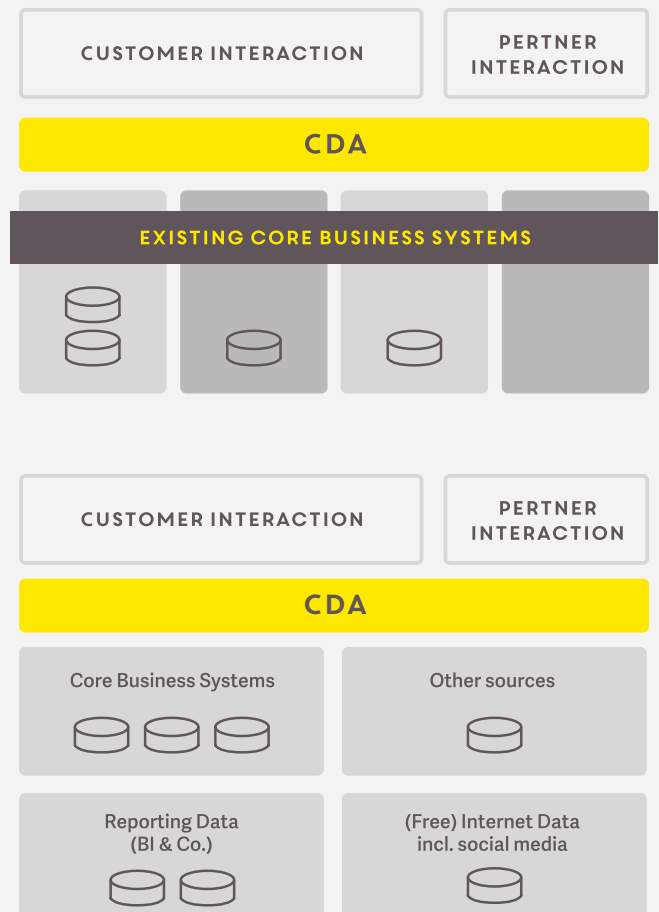 CUSTOMER INTERACTION
PERTNER
INTERACTION
CDA
EXISTING CORE BUSINESS SYSTEMS
CUSTOMER INTERACTION
PERTNER
INTERACTION
CDA
Core Business Systems
Other sources
Reporting Data
(BI & Co.)
(Free) Internet Data
incl. social media